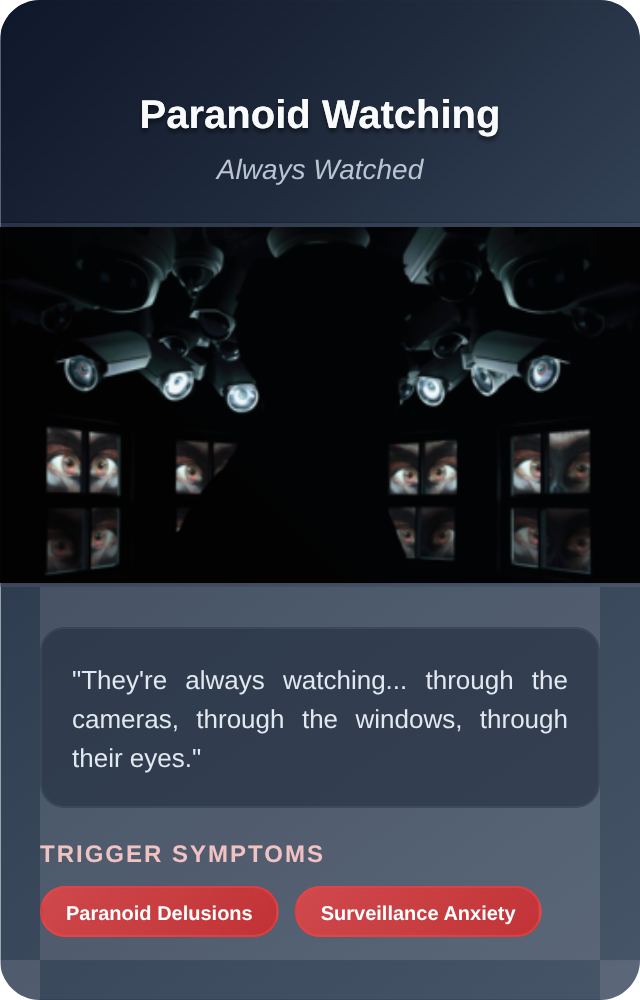 Paranoid Watching
Always Watched
"They're always watching... through the
cameras, through the windows, through
their eyes."
TRIGGER SYMPTOMS
Paranoid Delusions
Surveillance Anxiety